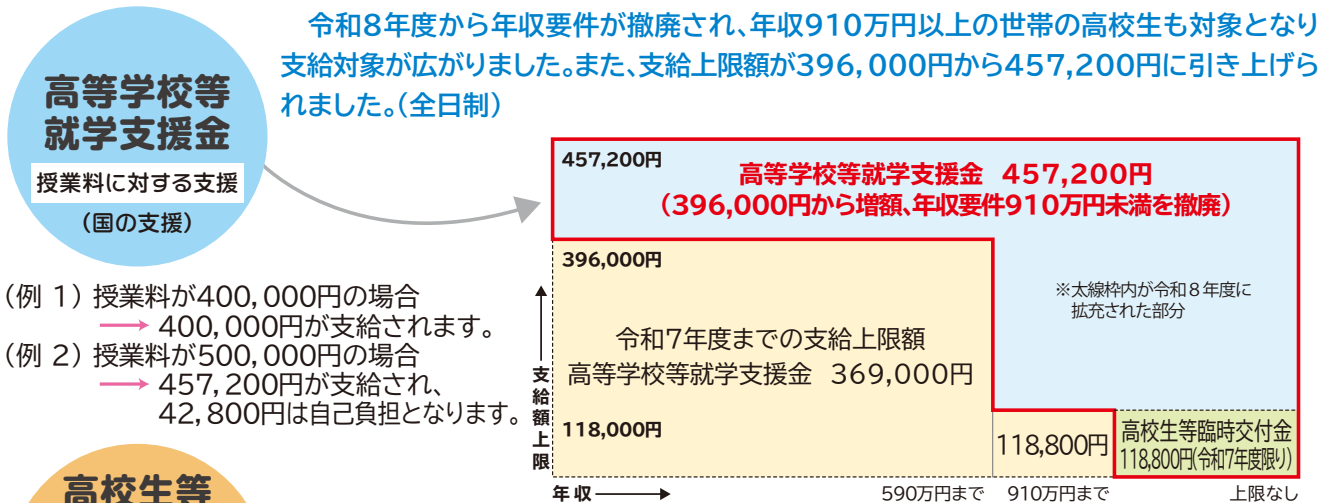 令和8年度から年収要件が撤廃され、年収910万円以上の世帯の高校生も対象となり
支給対象が広がりました。また、支給上限額が396,000円から457,200円に引き上げら
れました。(全日制)
高等学校等
就学支援金
授業料に対する支援
(国の支援)
457,200円
高等学校等就学支援金 457,200円
(396,000円から増額、年収要件910万円未満を撤廃)
396,000円
※太線枠内が令和8年度に
拡充された部分
(例 1) 授業料が400,000円の場合
→ 400,000円が支給されます。
(例 2) 授業料が500,000円の場合
→ 457,200円が支給され、
42,800円は自己負担となります。
令和7年度までの支給上限額
高等学校等就学支援金 369,000円
支給額上限
118,000円
118,800円
高校生等臨時交付金
118,800円(令和7年度限り)
年収
590万円まで
910万円まで
上限なし
高校生等